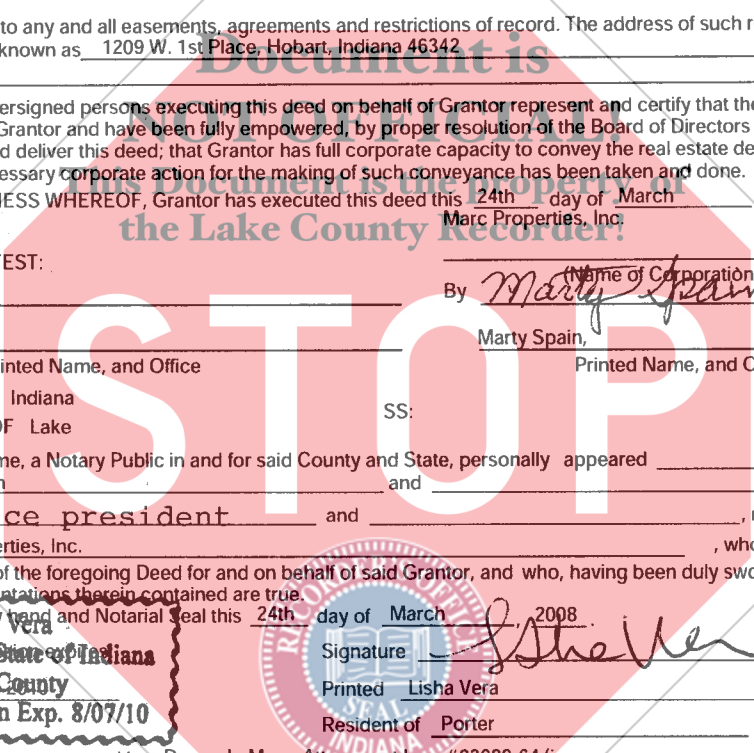 to any and all easements, agreements and restrictions of record. The address of such r
known as 1209 W. 1st Place, Hobart, Indiana 46342
Document is
ersigned persons executing this deed on behalf of Grantor represent and certify that the
Grantor and have been fully empowered, by proper resolution of the Board of Directors
NOT OFFICIAL!
d deliver this deed; that Grantor has full corporate capacity to convey the real estate de
essary corporate action for the making of such conveyance has been taken and done.
This Document is the property of
ESS WHEREOF, Grantor has executed this deed this 24th day of March
Marc Properties, Inc.
the Lake County Recorder!
EST:
(Name of Corporation
By Marty Spain
Marty Spain,
inted Name, and Office Printed Name, and O
STOP
Indiana
SS:
OF Lake
me, a Notary Public in and for said County and State, personally appeared
n and
ce president and
erties, Inc. , who
of the foregoing Deed for and on behalf of said Grantor, and who, having been duly swo
ntations therein contained are true.
hand and Notarial Seal this 24th day of March, 2008
Vera
State of Indiana
County
n Exp. 8/07/10
Signature Lisha Vera
Printed Lisha Vera
Resident of Porter
RECORDER'S OFFICE
SEAL
INDIANA